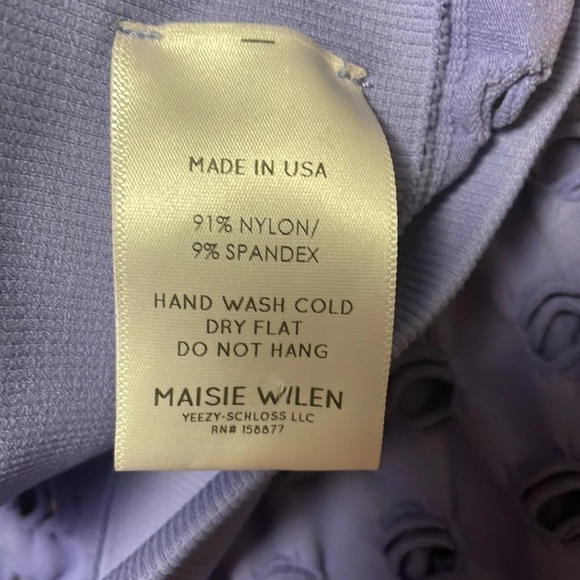 MADE IN USA
91% NYLON/
9% SPANDEX
HAND WASH COLD
DRY FLAT
DO NOT HANG
MAISIE WILEN
YEEZY-SCHLOSS LLC
RN# 158877